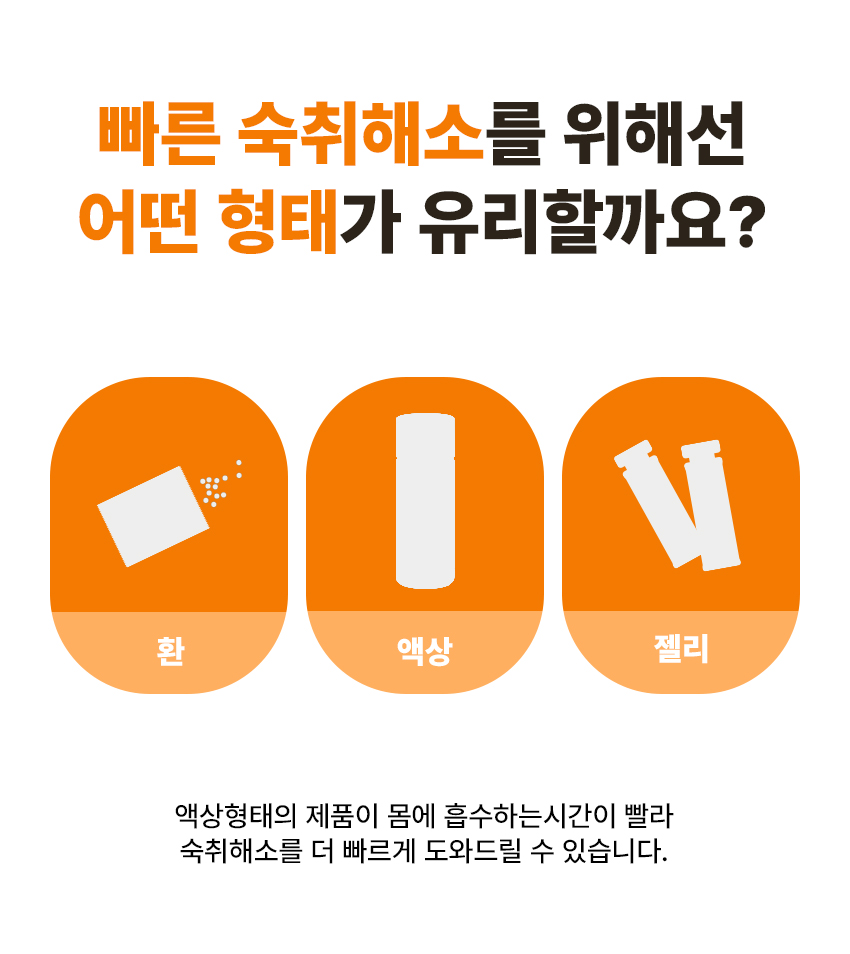 빠른 숙취해소를 위해선
어떤 형태가 유리할까요?
환
액상
젤리
액상형태의 제품이 몸에 흡수하는시간이 빨라
숙취해소를 더 빠르게 도와드릴 수 있습니다.